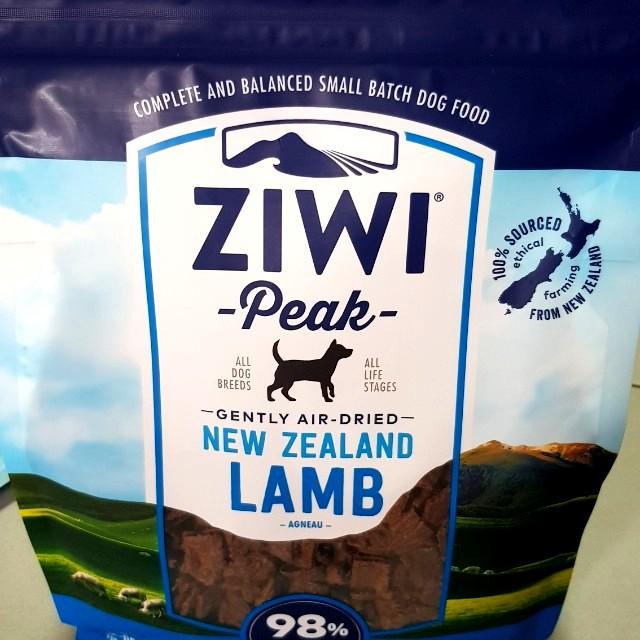 COMPLETE AND BALANCED SMALL BATCH DOG FOOD
ZIWI®
-Peak-
ALL DOG BREEDS
ALL LIFE STAGES
GENTLY AIR-DRIED
NEW ZEALAND
LAMB
- AGNEAU -
98%
100% SOURCED
ethical
farming
FROM NEW ZEALAND